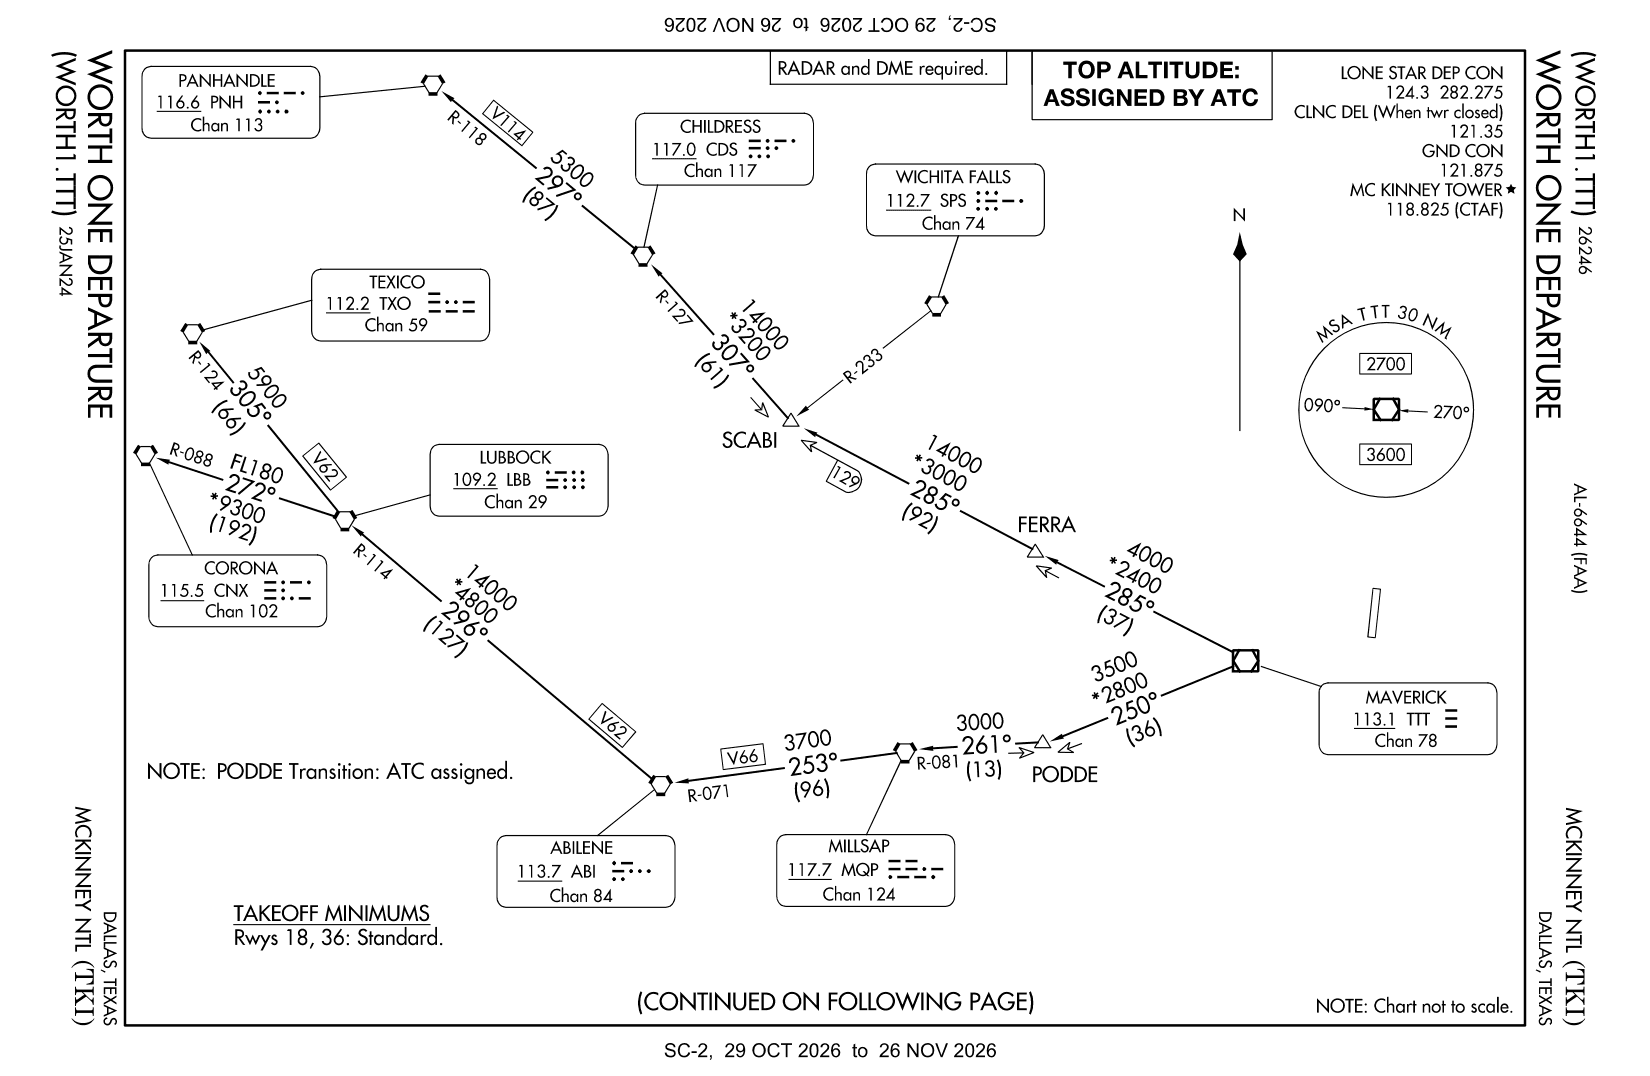 SC-2, 29 OCT 2026 to 26 NOV 2026
WORTH ONE DEPARTURE
(WORTH1.TTT) 25JAN24
(WORTH1.TTT) 26246
WORTH ONE DEPARTURE
AL-6644 (FAA)
MCKINNEY NTL (TKI)
DALLAS, TEXAS
MCKINNEY NTL (TKI)
DALLAS, TEXAS
RADAR and DME required.
TOP ALTITUDE:
ASSIGNED BY ATC
LONE STAR DEP CON
124.3 282.275
CLNC DEL (When twr closed)
121.35
GND CON
121.875
MC KINNEY TOWER ★
118.825 (CTAF)
PANHANDLE
116.6 PNH
Chan 113
V114
R-118
5300
297°
(87)
CHILDRESS
117.0 CDS
Chan 117
WICHITA FALLS
112.7 SPS
Chan 74
N
R-127
14000
*3200
307°
(61)
R-233
SCABI
129
MSA TTT 30 NM
2700
090°
270°
3600
TEXICO
112.2 TXO
Chan 59
R-124
5900
305°
(66)
V62
R-088
FL180
272°
*9300
(192)
LUBBOCK
109.2 LBB
Chan 29
CORONA
115.5 CNX
Chan 102
R-114
14000
*4800
296°
(127)
V62
14000
*3000
285°
(92)
FERRA
4000
*2400
285°
(37)
3500
*2800
250°
(36)
MAVERICK
113.1 TTT
Chan 78
3000
261°
(13)
R-081
PODDE
V66
3700
253°
(96)
R-071
NOTE: PODDE Transition: ATC assigned.
ABILENE
113.7 ABI
Chan 84
MILLSAP
117.7 MQP
Chan 124
TAKEOFF MINIMUMS
Rwys 18, 36: Standard.
(CONTINUED ON FOLLOWING PAGE)
NOTE: Chart not to scale.
SC-2, 29 OCT 2026 to 26 NOV 2026